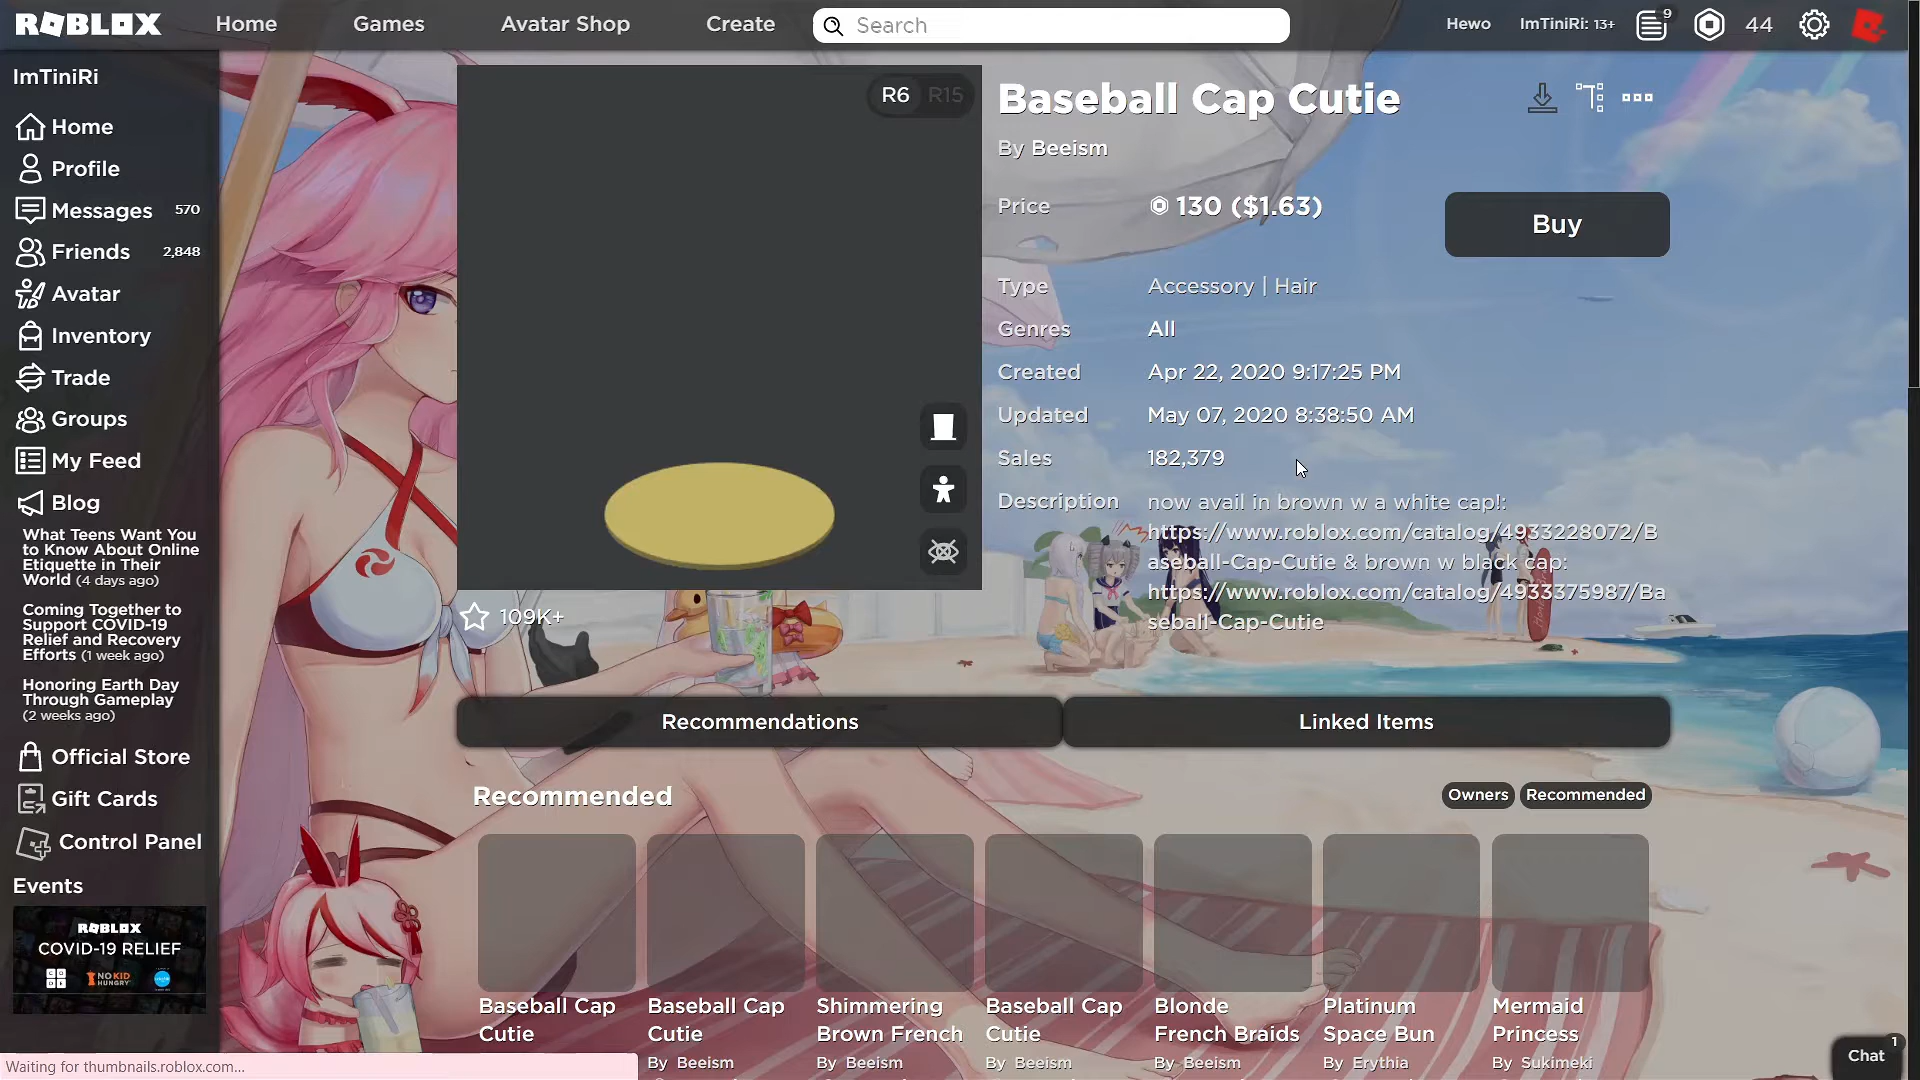 ROBLOX
Home
Games
Avatar Shop
Create
Search
Hewo
ImTiniRi: 13+
9
44
ImTiniRi
Home
Profile
Messages 570
Friends 2,848
Avatar
Inventory
Trade
Groups
My Feed
Blog
What Teens Want You
to Know About Online
Etiquette in Their
World (4 days ago)
Coming Together to
Support COVID-19
Relief and Recovery
Efforts (1 week ago)
Honoring Earth Day
Through Gameplay
(2 weeks ago)
Official Store
Gift Cards
Control Panel
Events
ROBLOX
COVID-19 RELIEF
CODE
NO KID
HUNGRY
R6 R15
109K+
Baseball Cap Cutie
By Beeism
Price 130 ($1.63)
Buy
Type Accessory | Hair
Genres All
Created Apr 22, 2020 9:17:25 PM
Updated May 07, 2020 8:38:50 AM
Sales 182,379
Description now avail in brown w a white cap!:
https://www.roblox.com/catalog/4933228072/B
aseball-Cap-Cutie & brown w black cap:
https://www.roblox.com/catalog/4933375987/Ba
seball-Cap-Cutie
Recommendations
Linked Items
Recommended
Owners
Recommended
Baseball Cap
Cutie
Baseball Cap
Cutie
By Beeism
Shimmering
Brown French
By Beeism
Baseball Cap
Cutie
By Beeism
Blonde
French Braids
By Beeism
Platinum
Space Bun
By Erythia
Mermaid
Princess
By Sukimeki
Waiting for thumbnails.roblox.com...
Chat 1